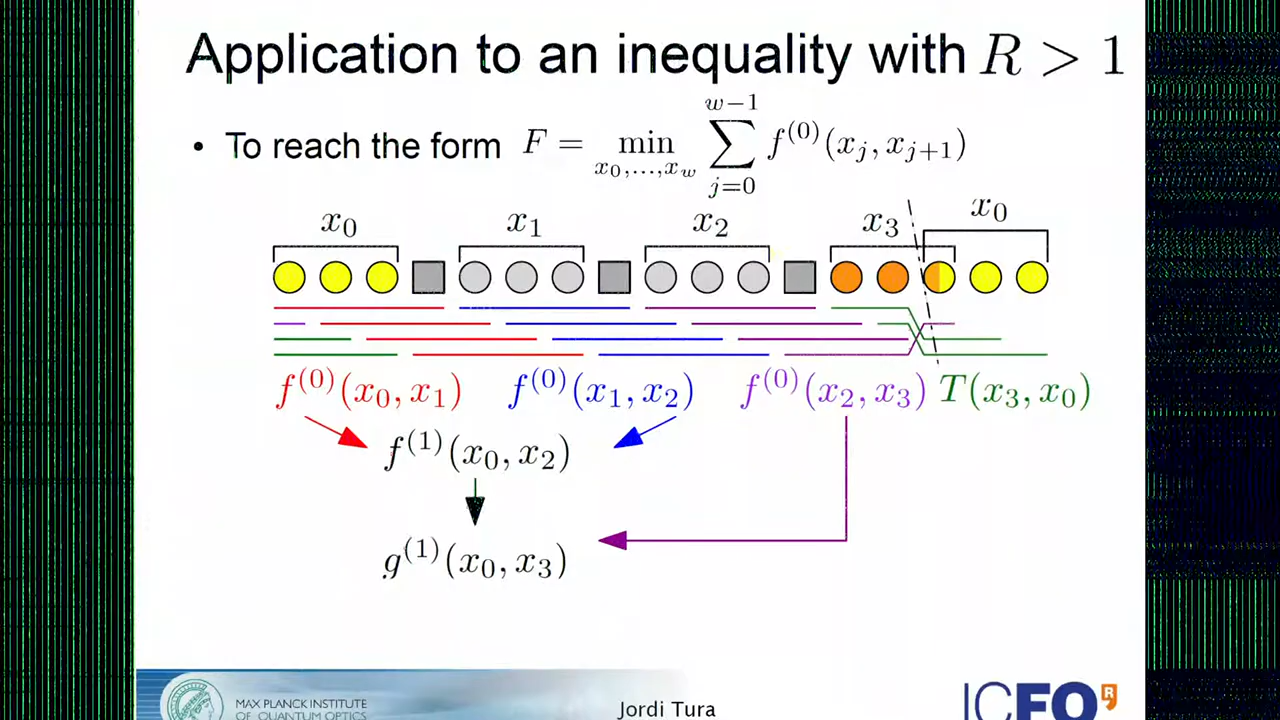 Application to an inequality with R > 1
• To reach the form F = min_{x_0,...,x_w} \sum_{j=0}^{w-1} f^{(0)}(x_j, x_{j+1})
x_0 x_1 x_2 x_3 x_0
f^{(0)}(x_0, x_1) f^{(0)}(x_1, x_2) f^{(0)}(x_2, x_3) T(x_3, x_0)
f^{(1)}(x_0, x_2)
g^{(1)}(x_0, x_3)
MAX PLANCK INSTITUTE
OF QUANTUM OPTICS
Jordi Tura
ICFO R